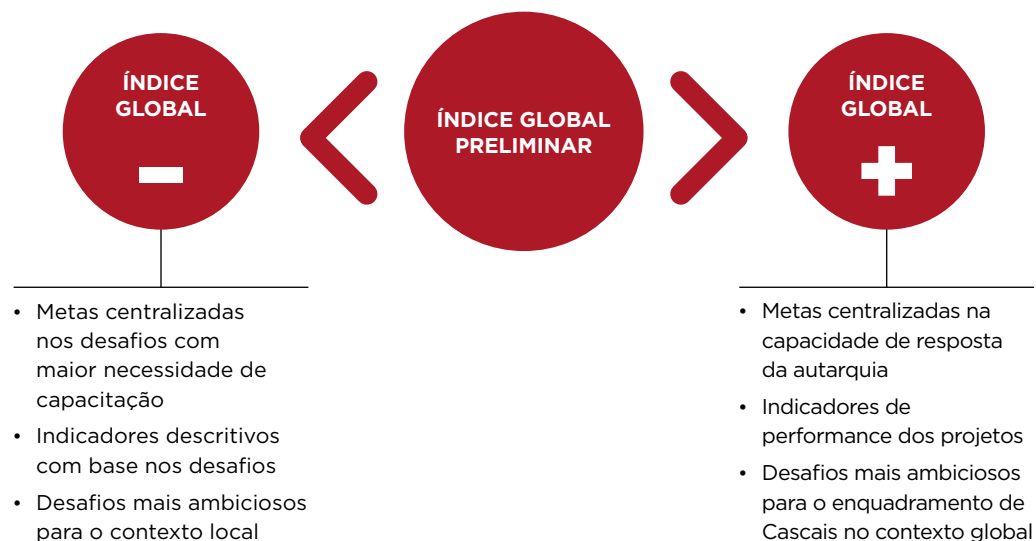 ÍNDICE
GLOBAL
ÍNDICE GLOBAL
PRELIMINAR
ÍNDICE
GLOBAL
• Metas centralizadas
nos desafios com
maior necessidade de
capacitação
• Indicadores descritivos
com base nos desafios
• Desafios mais ambiciosos
para o contexto local
• Metas centralizadas na
capacidade de resposta
da autarquia
• Indicadores de
performance dos projetos
• Desafios mais ambiciosos
para o enquadramento de
Cascais no contexto global